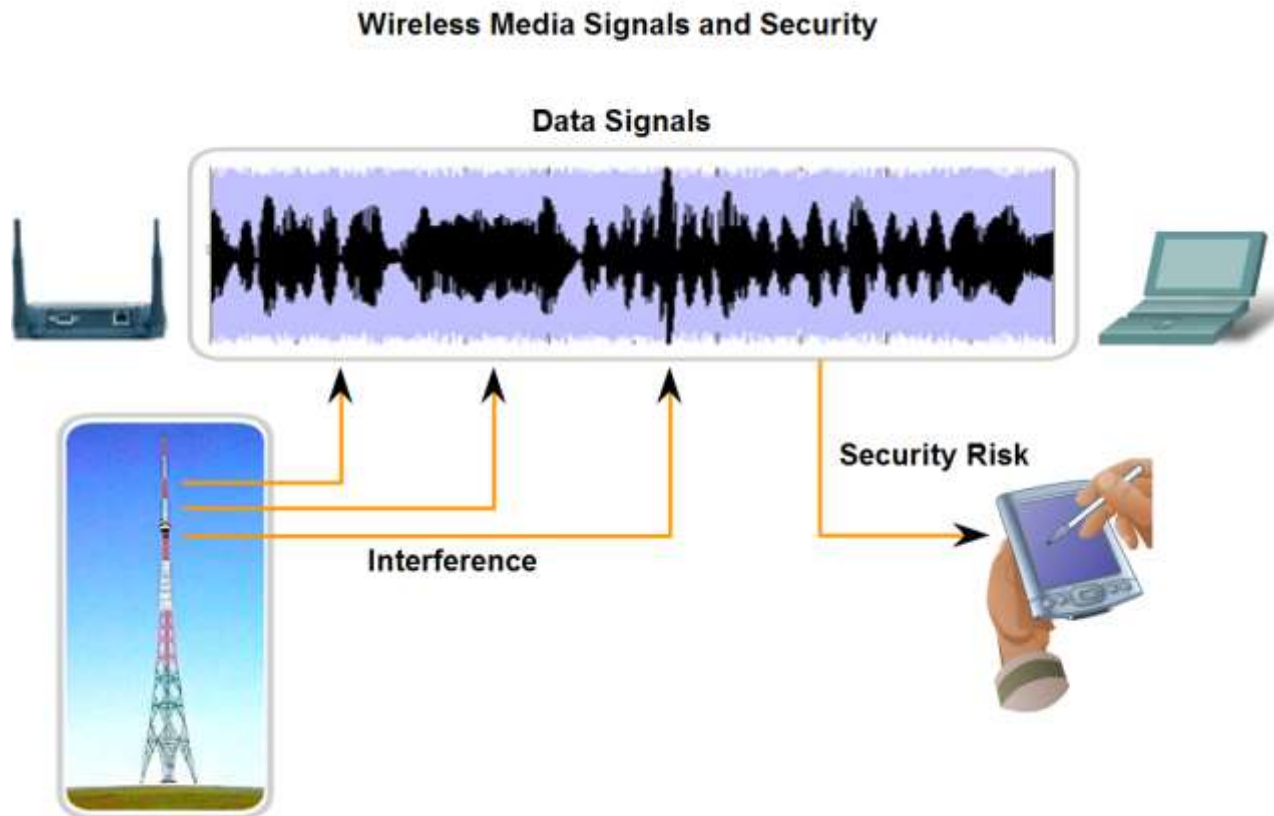 Wireless Media Signals and Security
Data Signals
Security Risk
Interference